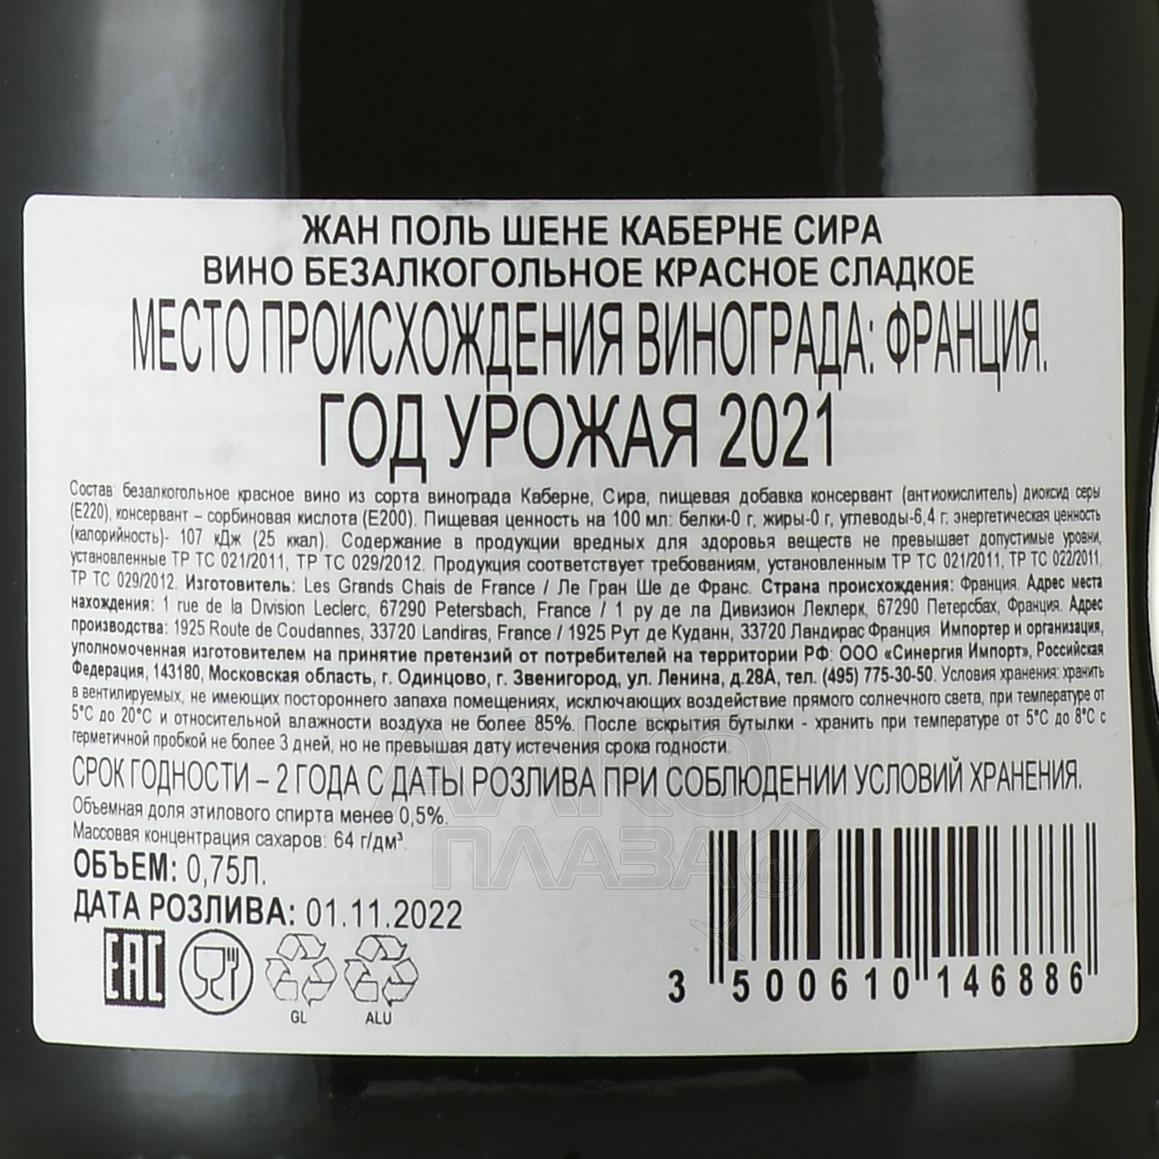 ЖАН ПОЛЬ ШЕНЕ КАБЕРНЕ СИРА
ВИНО БЕЗАЛКОГОЛЬНОЕ КРАСНОЕ СЛАДКОЕ
МЕСТО ПРОИСХОЖДЕНИЯ ВИНОГРАДА: ФРАНЦИЯ.
ГОД УРОЖАЯ 2021
Состав: безалкогольное красное вино из сорта винограда Каберне, Сира, пищевая добавка консервант (антиокислитель) диоксид серы
(Е220), консервант – сорбиновая кислота (Е200). Пищевая ценность на 100 мл: белки-0 г, жиры-0 г, углеводы-6,4 г; энергетическая ценность
(калорийность)- 107 кДж (25 ккал). Содержание в продукции вредных для здоровья веществ не превышает допустимые уровни,
установленные ТР ТС 021/2011, ТР ТС 029/2012. Продукция соответствует требованиям, установленным ТР ТС 021/2011, ТР ТС 022/2011,
ТР ТС 029/2012. Изготовитель: Les Grands Chais de France / Ле Гран Ше де Франс. Страна происхождения: Франция. Адрес места
нахождения: 1 rue de la Division Leclerc, 67290 Petersbach, France / 1 ру де ла Дивизион Леклерк, 67290 Петерсбах, Франция. Адрес
производства: 1925 Route de Coudannes, 33720 Landiras, France / 1925 Рут де Куданн, 33720 Ландирас Франция. Импортер и организация,
уполномоченная изготовителем на принятие претензий от потребителей на территории РФ: ООО «Синергия Импорт», Российская
Федерация, 143180, Московская область, г. Одинцово, г. Звенигород, ул. Ленина, д.28А, тел. (495) 775-30-50. Условия хранения: хранить
в вентилируемых, не имеющих постороннего запаха помещениях, исключающих воздействие прямого солнечного света, при температуре от
5°С до 20°С и относительной влажности воздуха не более 85%. После вскрытия бутылки - хранить при температуре от 5°С до 8°С с
герметичной пробкой не более 3 дней, но не превышая дату истечения срока годности.
СРОК ГОДНОСТИ – 2 ГОДА С ДАТЫ РОЗЛИВА ПРИ СОБЛЮДЕНИИ УСЛОВИЙ ХРАНЕНИЯ.
Объемная доля этилового спирта менее 0,5%.
Массовая концентрация сахаров: 64 г/дм³.
ОБЪЕМ: 0,75Л.
ДАТА РОЗЛИВА: 01.11.2022
EAC
GL
ALU
3 500610 146886
АЛКО
ПЛАЗА.ru